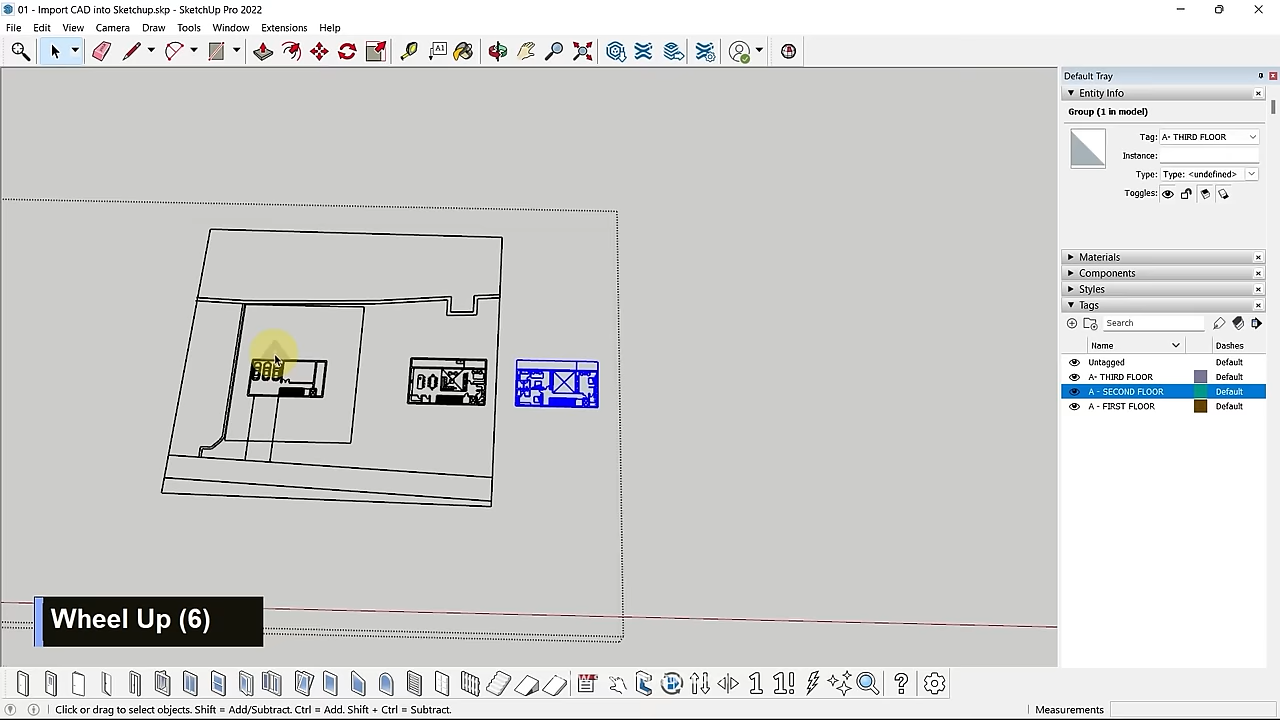 01 - Import CAD into Sketchup.skp - SketchUp Pro 2022
File Edit View Camera Draw Tools Window Extensions Help
A1
Default Tray
Entity Info
Group (1 in model)
Tag: A- THIRD FLOOR
Instance:
Type: Type: <undefined>
Toggles:
Materials
Components
Styles
Tags
Search
Name Dashes
Untagged Default
A- THIRD FLOOR Default
A - SECOND FLOOR Default
A - FIRST FLOOR Default
Wheel Up (6)
1 1! ?
Click or drag to select objects. Shift = Add/Subtract. Ctrl = Add. Shift + Ctrl = Subtract.
Measurements